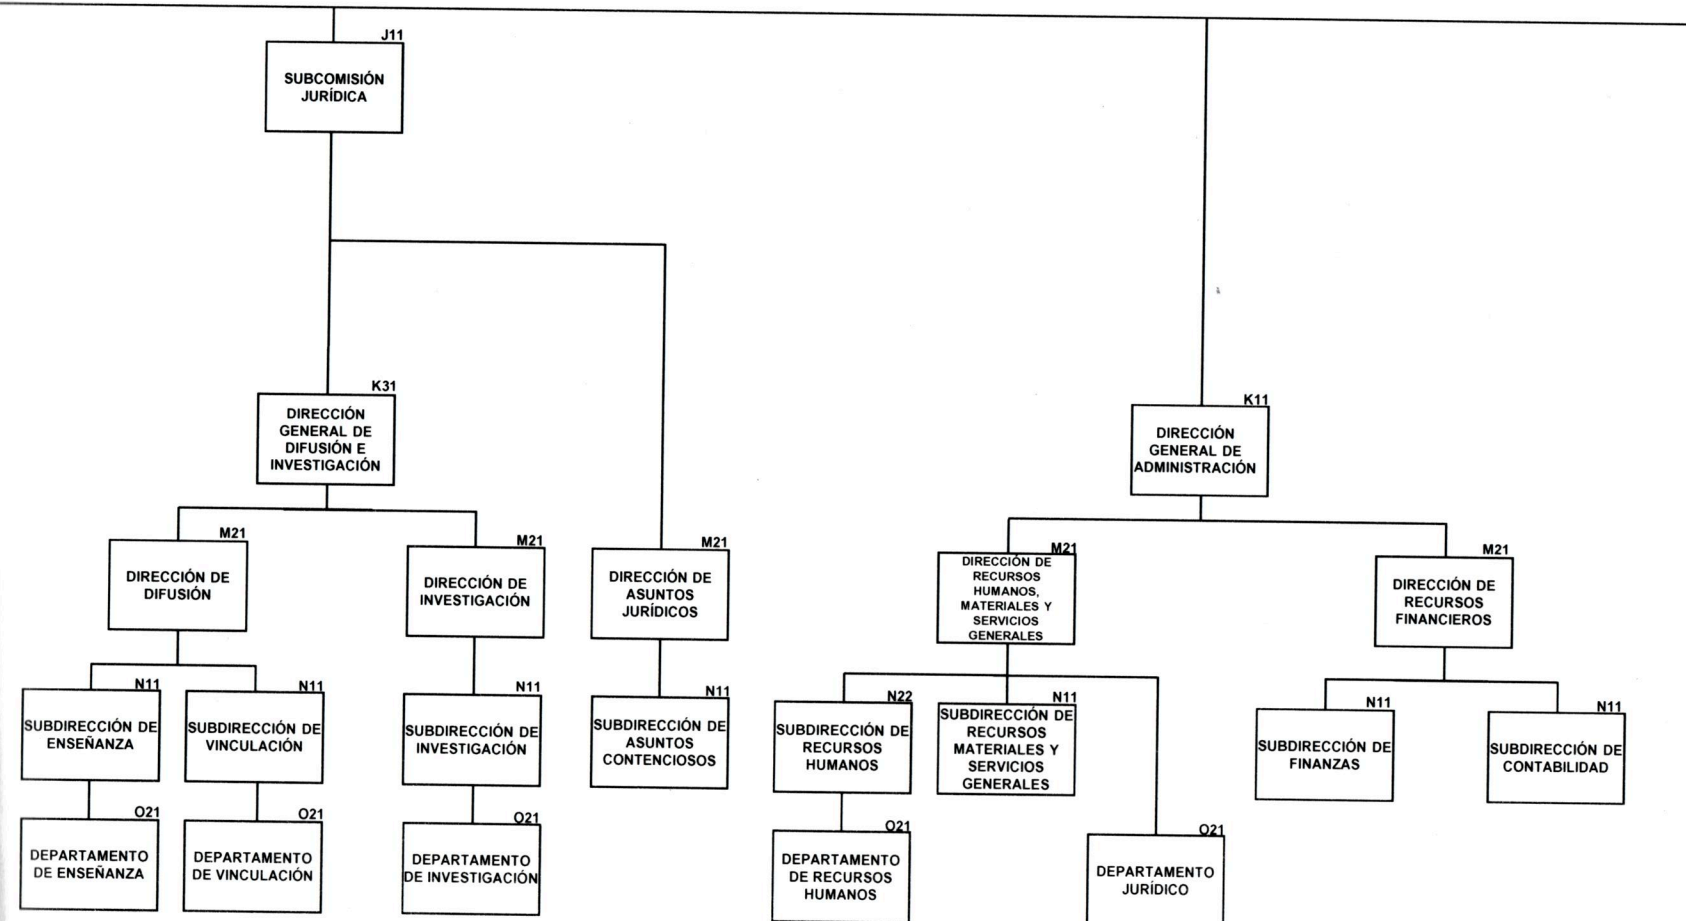 J11
SUBCOMISIÓN
JURÍDICA
K31
DIRECCIÓN
GENERAL DE
DIFUSIÓN E
INVESTIGACIÓN
K11
DIRECCIÓN
GENERAL DE
ADMINISTRACIÓN
M21
DIRECCIÓN DE
DIFUSIÓN
M21
DIRECCIÓN DE
INVESTIGACIÓN
M21
DIRECCIÓN DE
ASUNTOS
JURÍDICOS
M21
DIRECCIÓN DE
RECURSOS
HUMANOS,
MATERIALES Y
SERVICIOS
GENERALES
M21
DIRECCIÓN DE
RECURSOS
FINANCIEROS
N11
SUBDIRECCIÓN DE
ENSEÑANZA
N11
SUBDIRECCIÓN DE
VINCULACIÓN
N11
SUBDIRECCIÓN DE
INVESTIGACIÓN
N11
SUBDIRECCIÓN DE
ASUNTOS
CONTENCIOSOS
N22
SUBDIRECCIÓN DE
RECURSOS
HUMANOS
N11
SUBDIRECCIÓN DE
RECURSOS
MATERIALES Y
SERVICIOS
GENERALES
N11
SUBDIRECCIÓN DE
FINANZAS
N11
SUBDIRECCIÓN DE
CONTABILIDAD
O21
DEPARTAMENTO
DE ENSEÑANZA
O21
DEPARTAMENTO
DE VINCULACIÓN
O21
DEPARTAMENTO
DE INVESTIGACIÓN
O21
DEPARTAMENTO
DE RECURSOS
HUMANOS
O21
DEPARTAMENTO
JURÍDICO